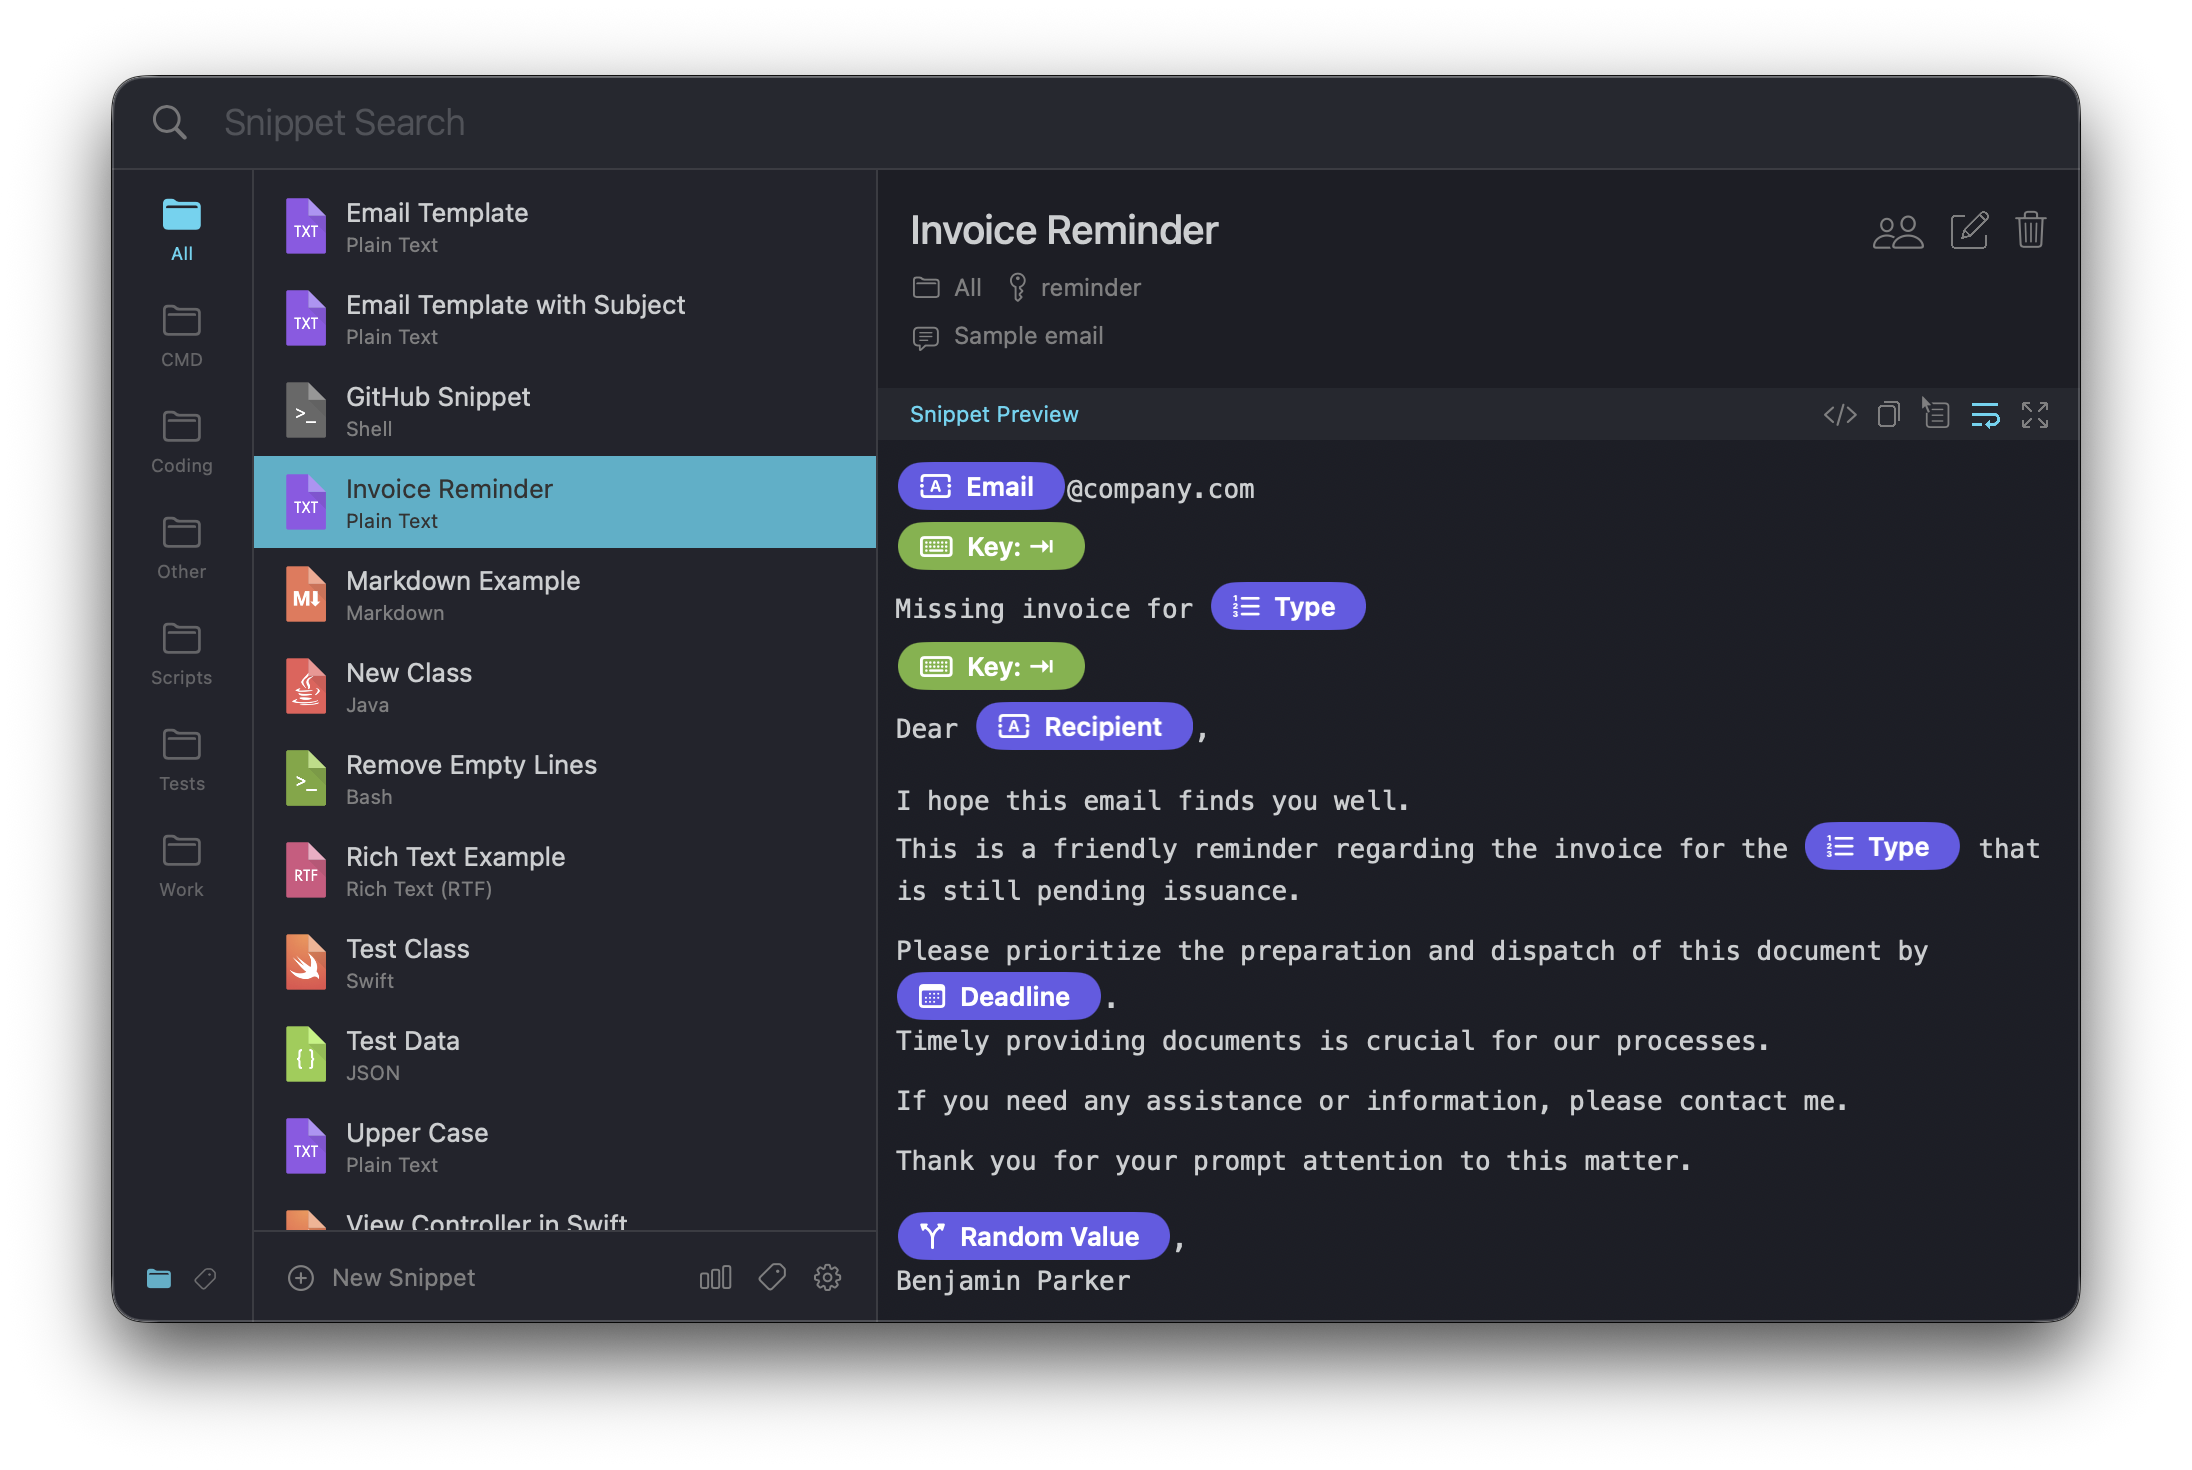 Snippet Search
All
CMD
Coding
Other
Scripts
Tests
Work
TXT
Email Template
Plain Text
TXT
Email Template with Subject
Plain Text
>_
GitHub Snippet
Shell
TXT
Invoice Reminder
Plain Text
M↓
Markdown Example
Markdown
New Class
Java
>_
Remove Empty Lines
Bash
RTF
Rich Text Example
Rich Text (RTF)
Test Class
Swift
{ }
Test Data
JSON
TXT
Upper Case
Plain Text
View Controller in Swift
New Snippet
Invoice Reminder
All reminder
Sample email
Snippet Preview
</>
A Email@company.com
Key: ⇥
Missing invoice for Type
Key: ⇥
Dear A Recipient,
I hope this email finds you well.
This is a friendly reminder regarding the invoice for the Type that
is still pending issuance.
Please prioritize the preparation and dispatch of this document by
Deadline.
Timely providing documents is crucial for our processes.
If you need any assistance or information, please contact me.
Thank you for your prompt attention to this matter.
Random Value,
Benjamin Parker